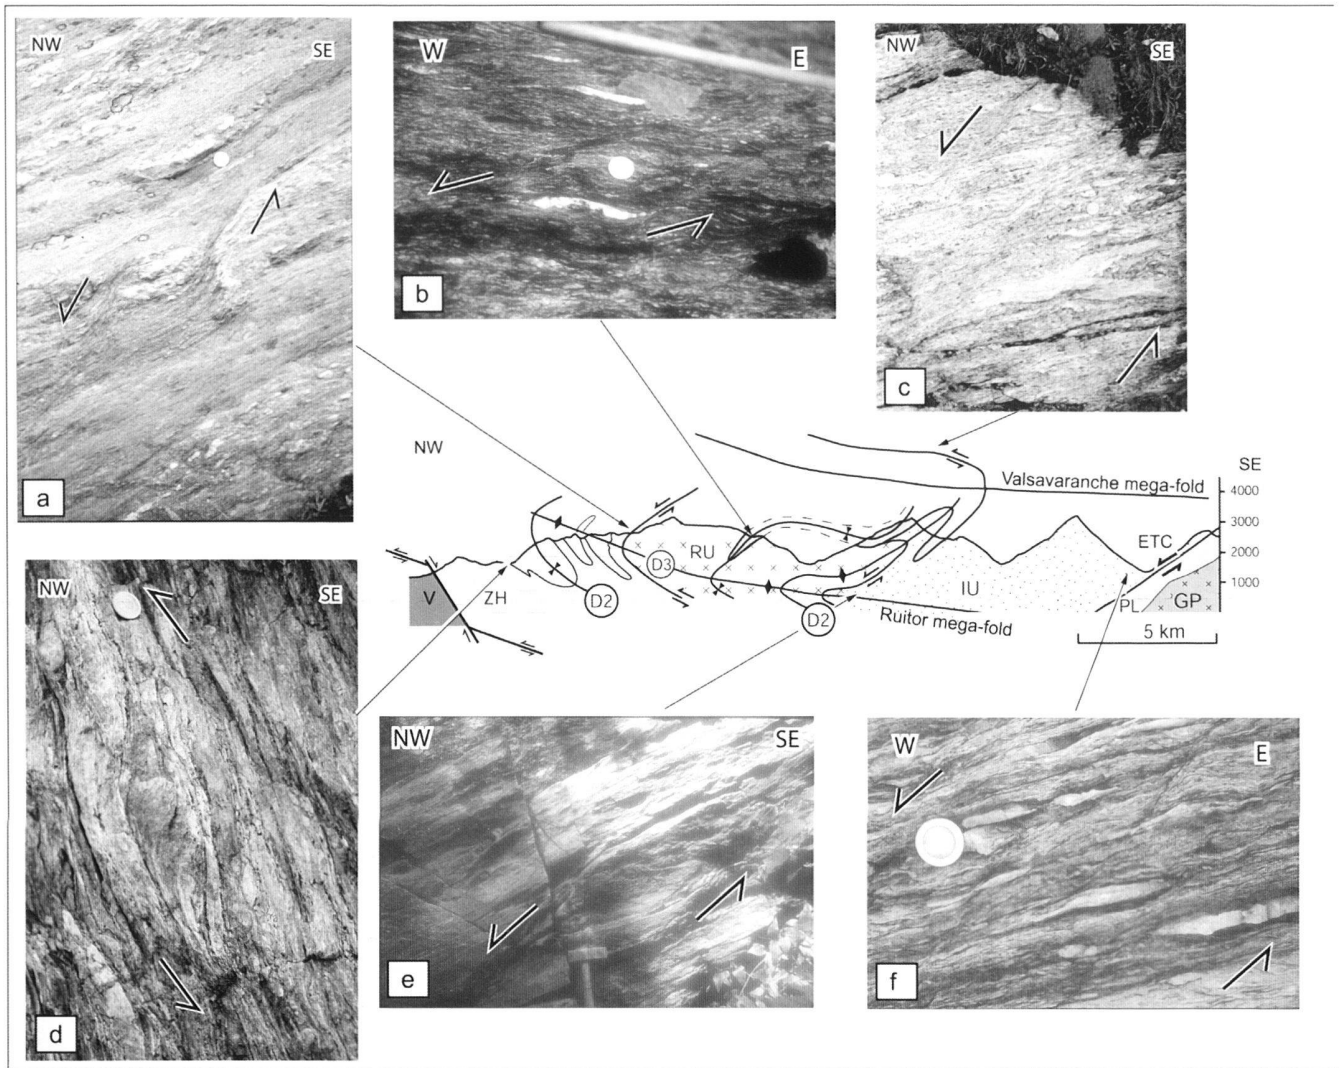 NW
SE
a
W
E
b
NW
SE
c
NW
SE
Valsavaranche mega-fold
4000
3000
2000
1000
ETC
RU
D3
IU
V
ZH
D2
D2
PL
GP
Ruitor mega-fold
5 km
NW
SE
d
NW
SE
e
W
E
f